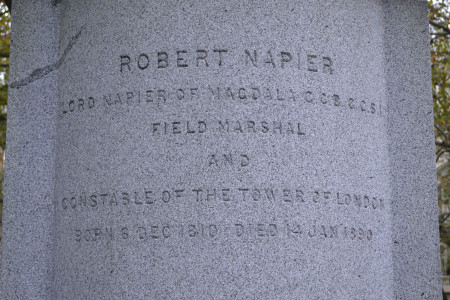 ROBERT NAPIER
LORD NAPIER OF MAGDALA G.C.B. G.C.S.I.
FIELD MARSHAL
AND
CONSTABLE OF THE TOWER OF LONDON
BORN 6 DEC 1810 DIED 14 JAN 1890